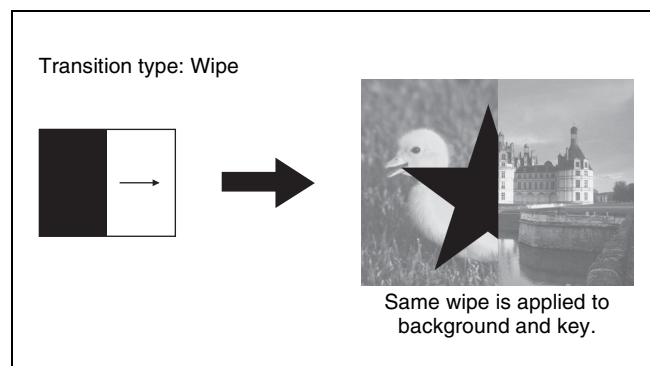 Transition type: Wipe
Same wipe is applied to
background and key.